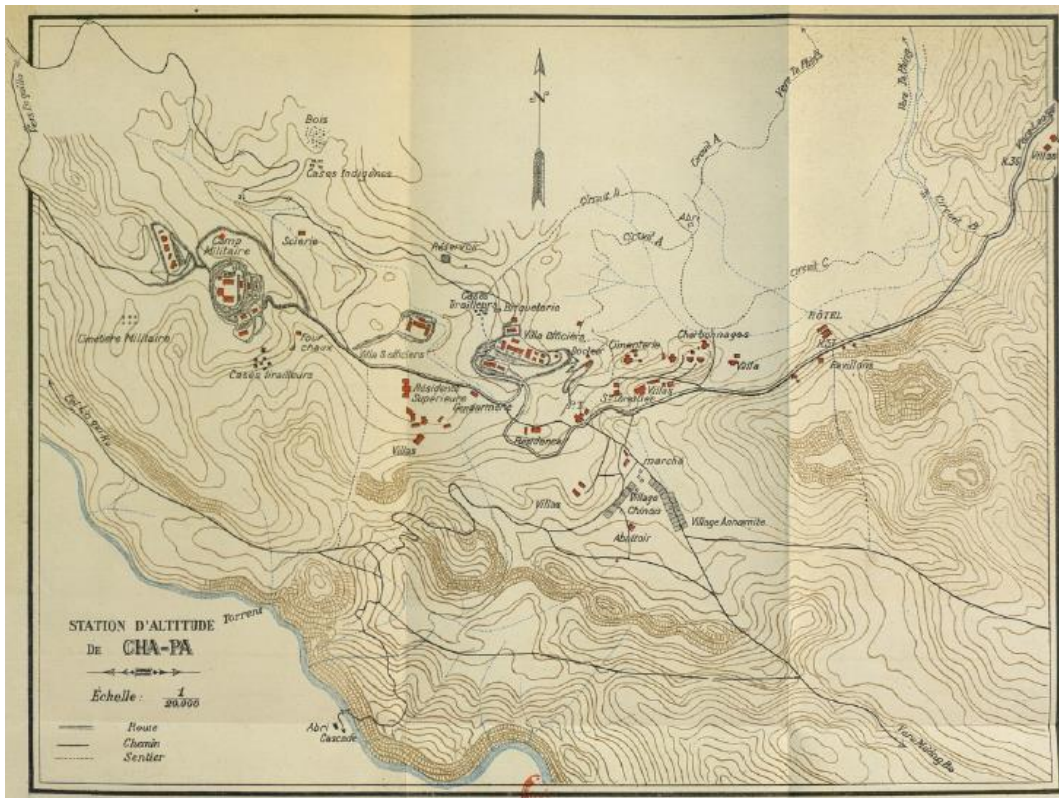 Bois
Cases Indigènes
N
Circuit A
Circuit B
Abri
Circuit A
Circuit B
Circuit C
K.36
Villas
Camp
Militaire
Scierie
Réservoir
Cases
Tirailleurs
Briqueterie
Villa Officiers
Cimenterie
Charbonnages
HÔTEL
Cimetière Militaire
Four
chaux
Cases tirailleurs
Docteur
Villa
Pavillons
Résidence
Supérieure
Gendarmerie
Villas
Villas
Résidence
marché
Villas
Village
Chinois
Village Annamite
Abattoir
Torrent
STATION D'ALTITUDE
DE CHA-PA
Échelle: 1
20.000
Route
Chemin
Sentier
Abri
Cascade